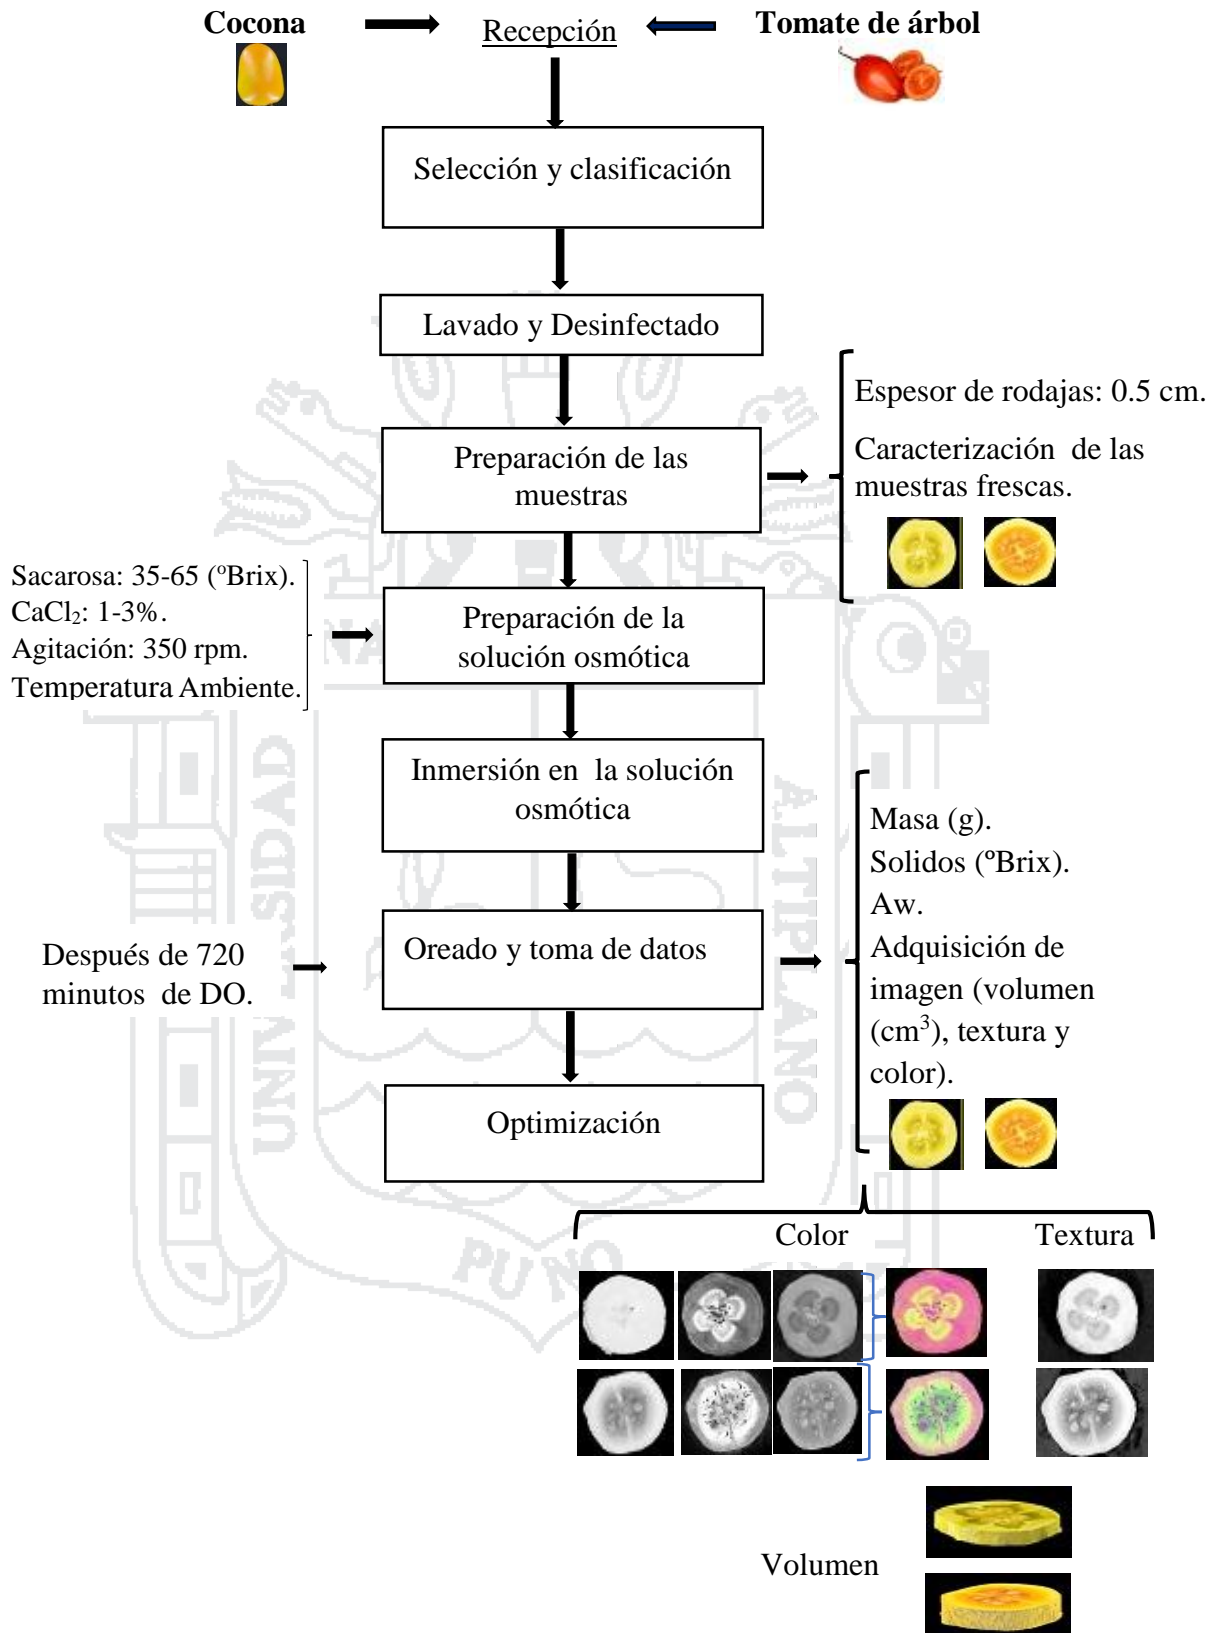 Cocona
Recepción
Tomate de árbol
Selección y clasificación
Lavado y Desinfectado
Espesor de rodajas: 0.5 cm.
Caracterización de las
muestras frescas.
Preparación de las
muestras
Sacarosa: 35-65 (ºBrix).
CaCl₂: 1-3%.
Agitación: 350 rpm.
Temperatura Ambiente.
Preparación de la
solución osmótica
Inmersión en la solución
osmótica
Masa (g).
Solidos (ºBrix).
Aw.
Adquisición de
imagen (volumen
(cm³), textura y
color).
Oreado y toma de datos
Después de 720
minutos de DO.
Optimización
Color
Textura
Volumen
ALTIPLANO
PUNO